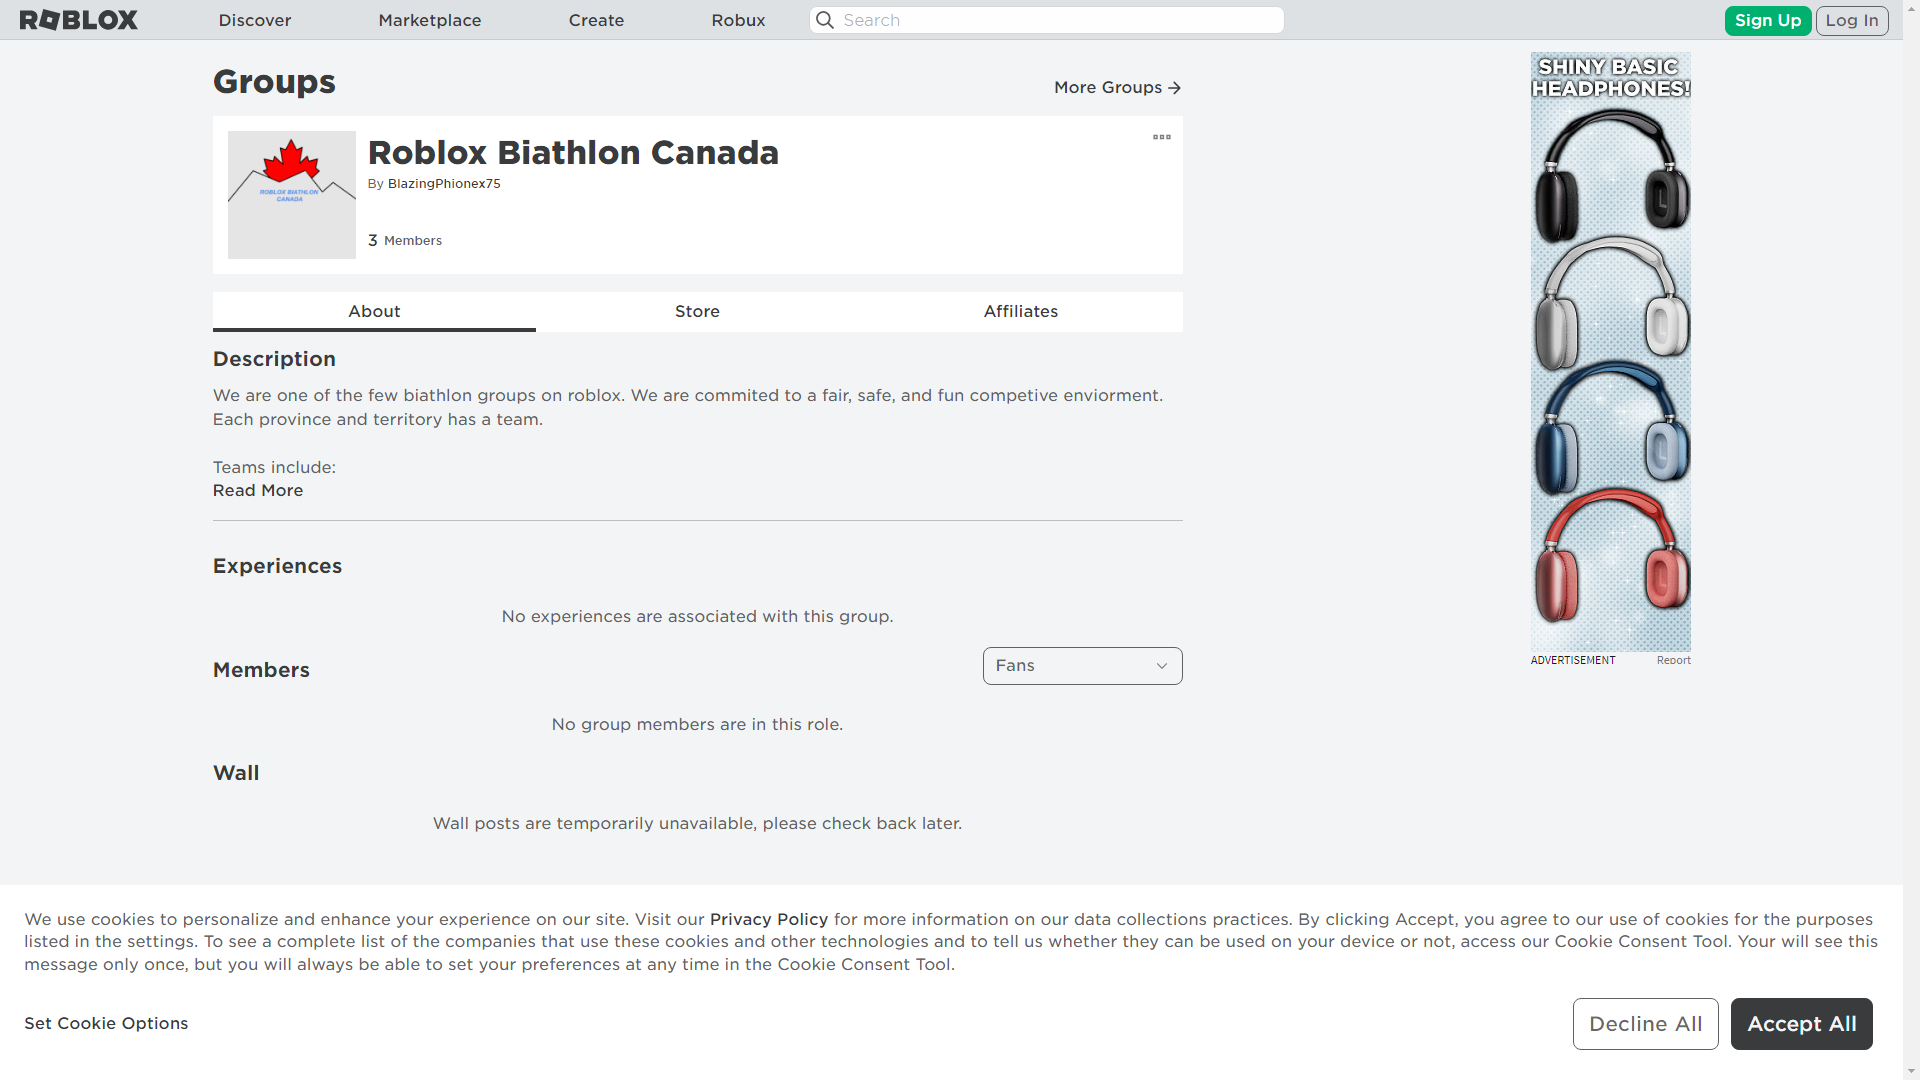 ROBLOX
Discover
Marketplace
Create
Robux
Search
Sign Up
Log In
Groups
More Groups
Roblox Biathlon Canada
By BlazingPhionex75
3 Members
ROBLOX BIATHLON
CANADA
About
Store
Affiliates
Description
We are one of the few biathlon groups on roblox. We are commited to a fair, safe, and fun competive enviorment.
Each province and territory has a team.
Teams include:
Read More
Experiences
No experiences are associated with this group.
Members
Fans
No group members are in this role.
Wall
Wall posts are temporarily unavailable, please check back later.
SHINY BASIC
HEADPHONES!
ADVERTISEMENT
Report
We use cookies to personalize and enhance your experience on our site. Visit our Privacy Policy for more information on our data collections practices. By clicking Accept, you agree to our use of cookies for the purposes
listed in the settings. To see a complete list of the companies that use these cookies and other technologies and to tell us whether they can be used on your device or not, access our Cookie Consent Tool. Your will see this
message only once, but you will always be able to set your preferences at any time in the Cookie Consent Tool.
Set Cookie Options
Decline All
Accept All